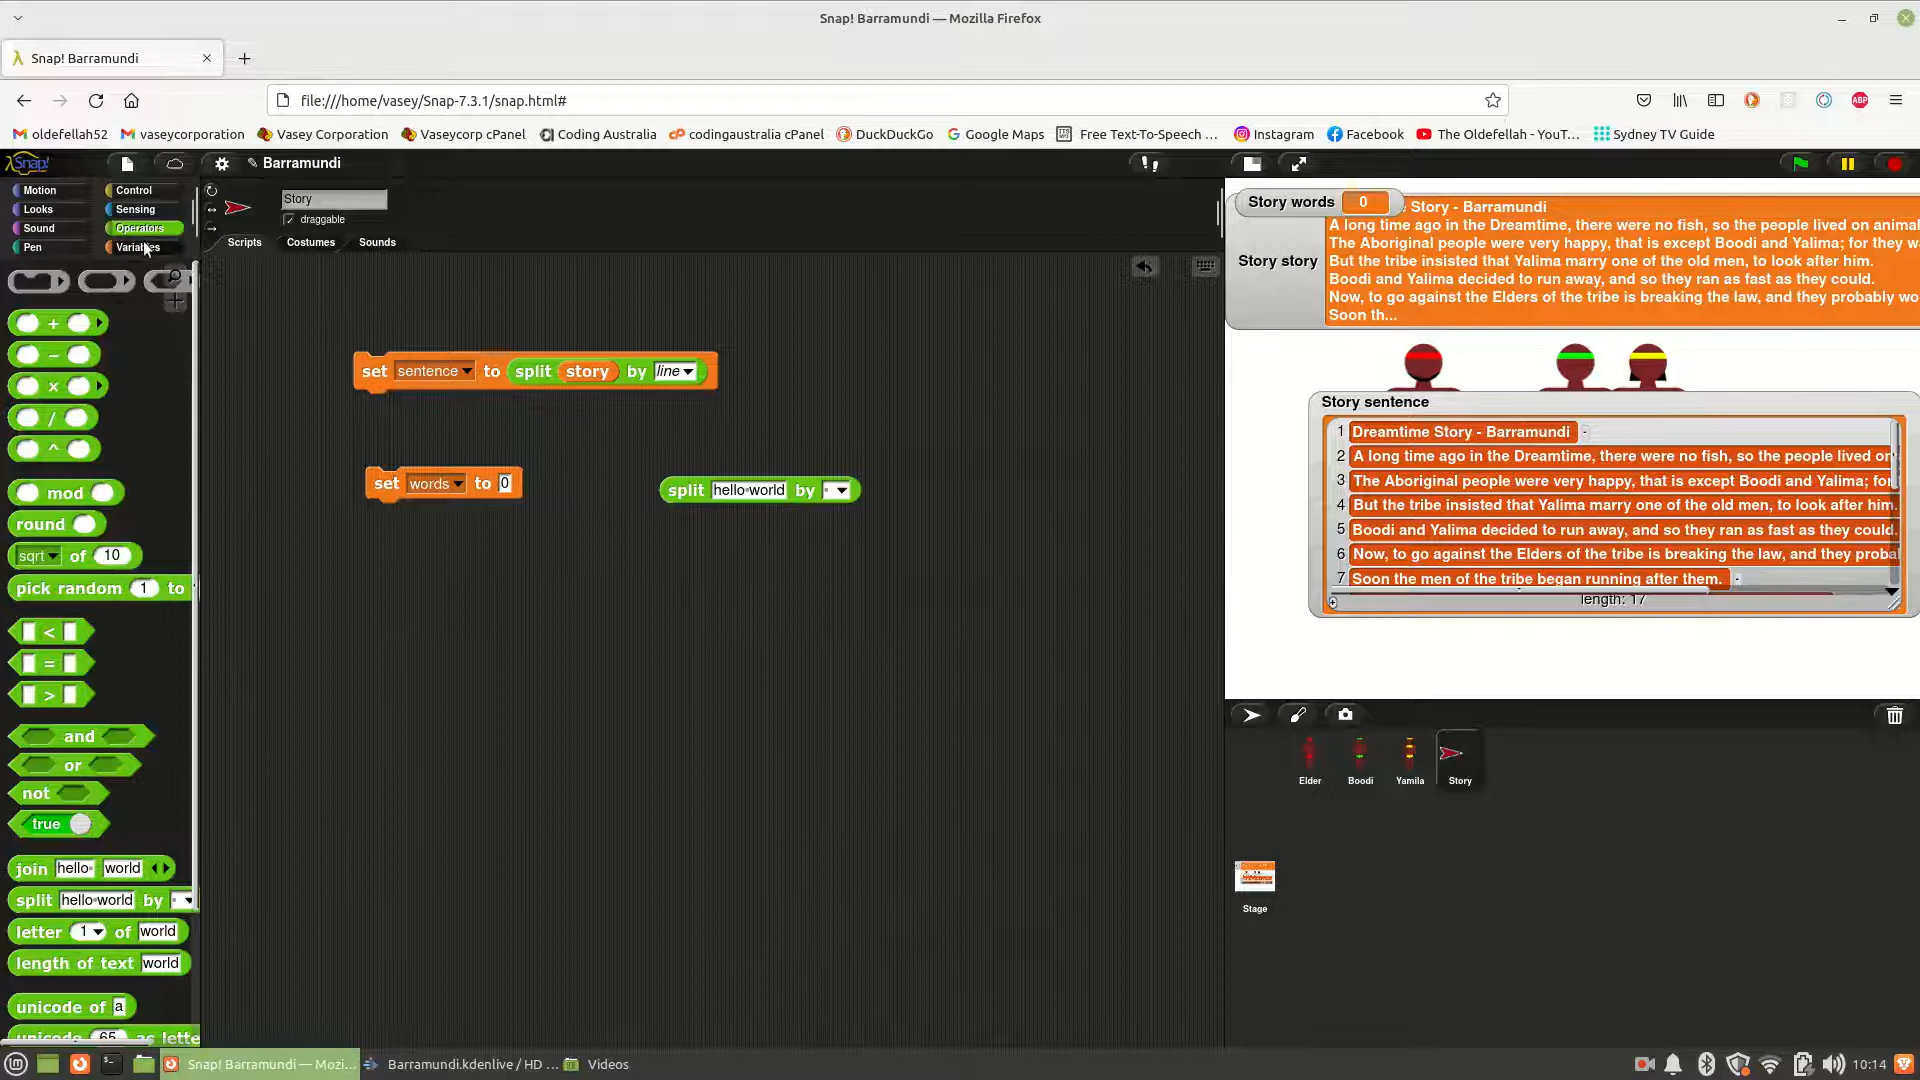 Snap! Barramundi — Mozilla Firefox
Snap! Barramundi
file:///home/vasey/Snap-7.3.1/snap.html#
oldefellah52 vaseycorporation Vasey Corporation Vaseycorp cPanel Coding Australia codingaustralia cPanel DuckDuckGo Google Maps Free Text-To-Speech ... Instagram Facebook The Oldefellah - YouT... Sydney TV Guide
Snap! Barramundi
Motion Control
Looks Sensing
Sound Operators
Pen Variables
Story
draggable
Scripts Costumes Sounds
+
−
×
/
^
mod
round
sqrt of 10
pick random 1 to
<
=
>
and
or
not
true
join hello world
split hello world by
letter 1 of world
length of text world
unicode of a
unicode 65 as lette
set sentence to split story by line
set words to 0
split hello world by
Story words 0
Story - Barramundi
A long time ago in the Dreamtime, there were no fish, so the people lived on animal
The Aboriginal people were very happy, that is except Boodi and Yalima; for they w
Story story
But the tribe insisted that Yalima marry one of the old men, to look after him.
Boodi and Yalima decided to run away, and so they ran as fast as they could.
Now, to go against the Elders of the tribe is breaking the law, and they probably wo
Soon th...
Story sentence
1 Dreamtime Story - Barramundi
2 A long time ago in the Dreamtime, there were no fish, so the people lived on
3 The Aboriginal people were very happy, that is except Boodi and Yalima; for
4 But the tribe insisted that Yalima marry one of the old men, to look after him.
5 Boodi and Yalima decided to run away, and so they ran as fast as they could.
6 Now, to go against the Elders of the tribe is breaking the law, and they proba
7 Soon the men of the tribe began running after them.
length: 17
Elder Boodi Yamila Story
Stage
Snap! Barramundi — Mozi... Barramundi.kdenlive / HD ... Videos
10:14